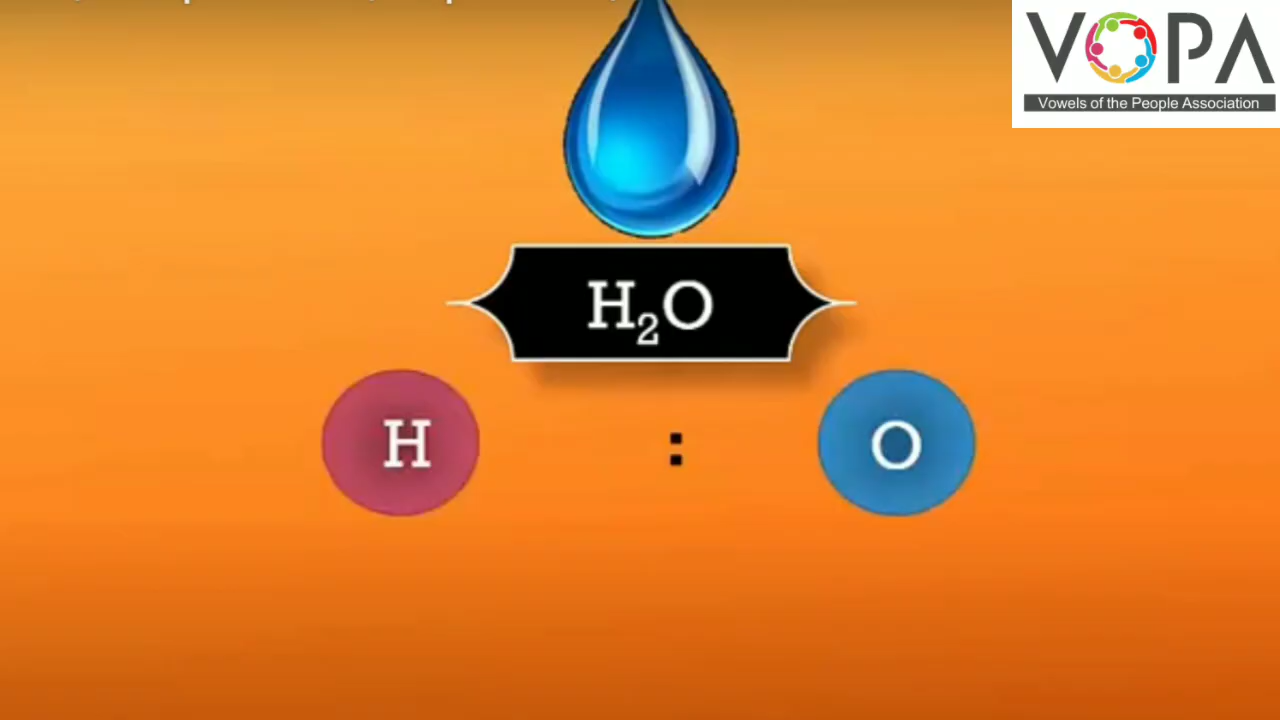 VOPA
Vowels of the People Association
H₂O
H : O